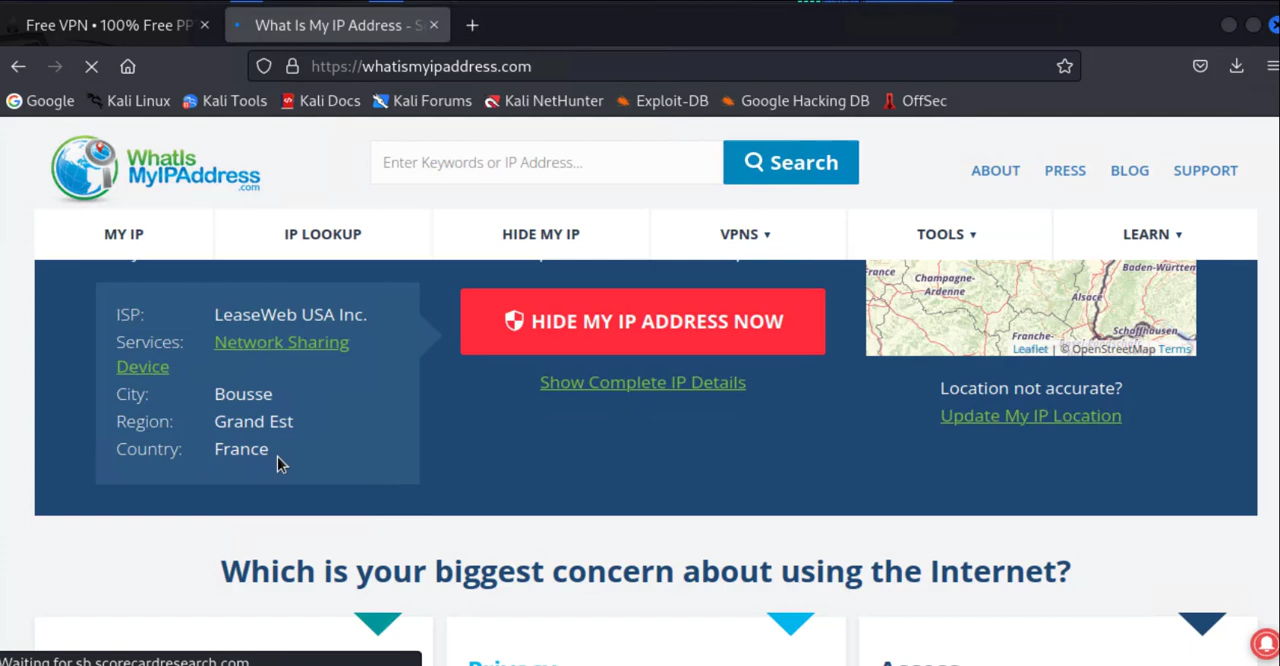 Free VPN • 100% Free PP
What Is My IP Address - S
https://whatismyipaddress.com
Google
Kali Linux
Kali Tools
Kali Docs
Kali Forums
Kali NetHunter
Exploit-DB
Google Hacking DB
OffSec
WhatIs
MyIPAddress
.com
Enter Keywords or IP Address...
Search
ABOUT
PRESS
BLOG
SUPPORT
MY IP
IP LOOKUP
HIDE MY IP
VPNS
TOOLS
LEARN
ISP: LeaseWeb USA Inc.
Services: Network Sharing
Device
City: Bousse
Region: Grand Est
Country: France
HIDE MY IP ADDRESS NOW
Show Complete IP Details
France
Champagne-
Ardenne
Baden-Württem
Alsace
Franche-
Schaffhausen
Leaflet | © OpenStreetMap Terms
Location not accurate?
Update My IP Location
Which is your biggest concern about using the Internet?
Privacy
Access
Waiting for sb.scorecardresearch.com